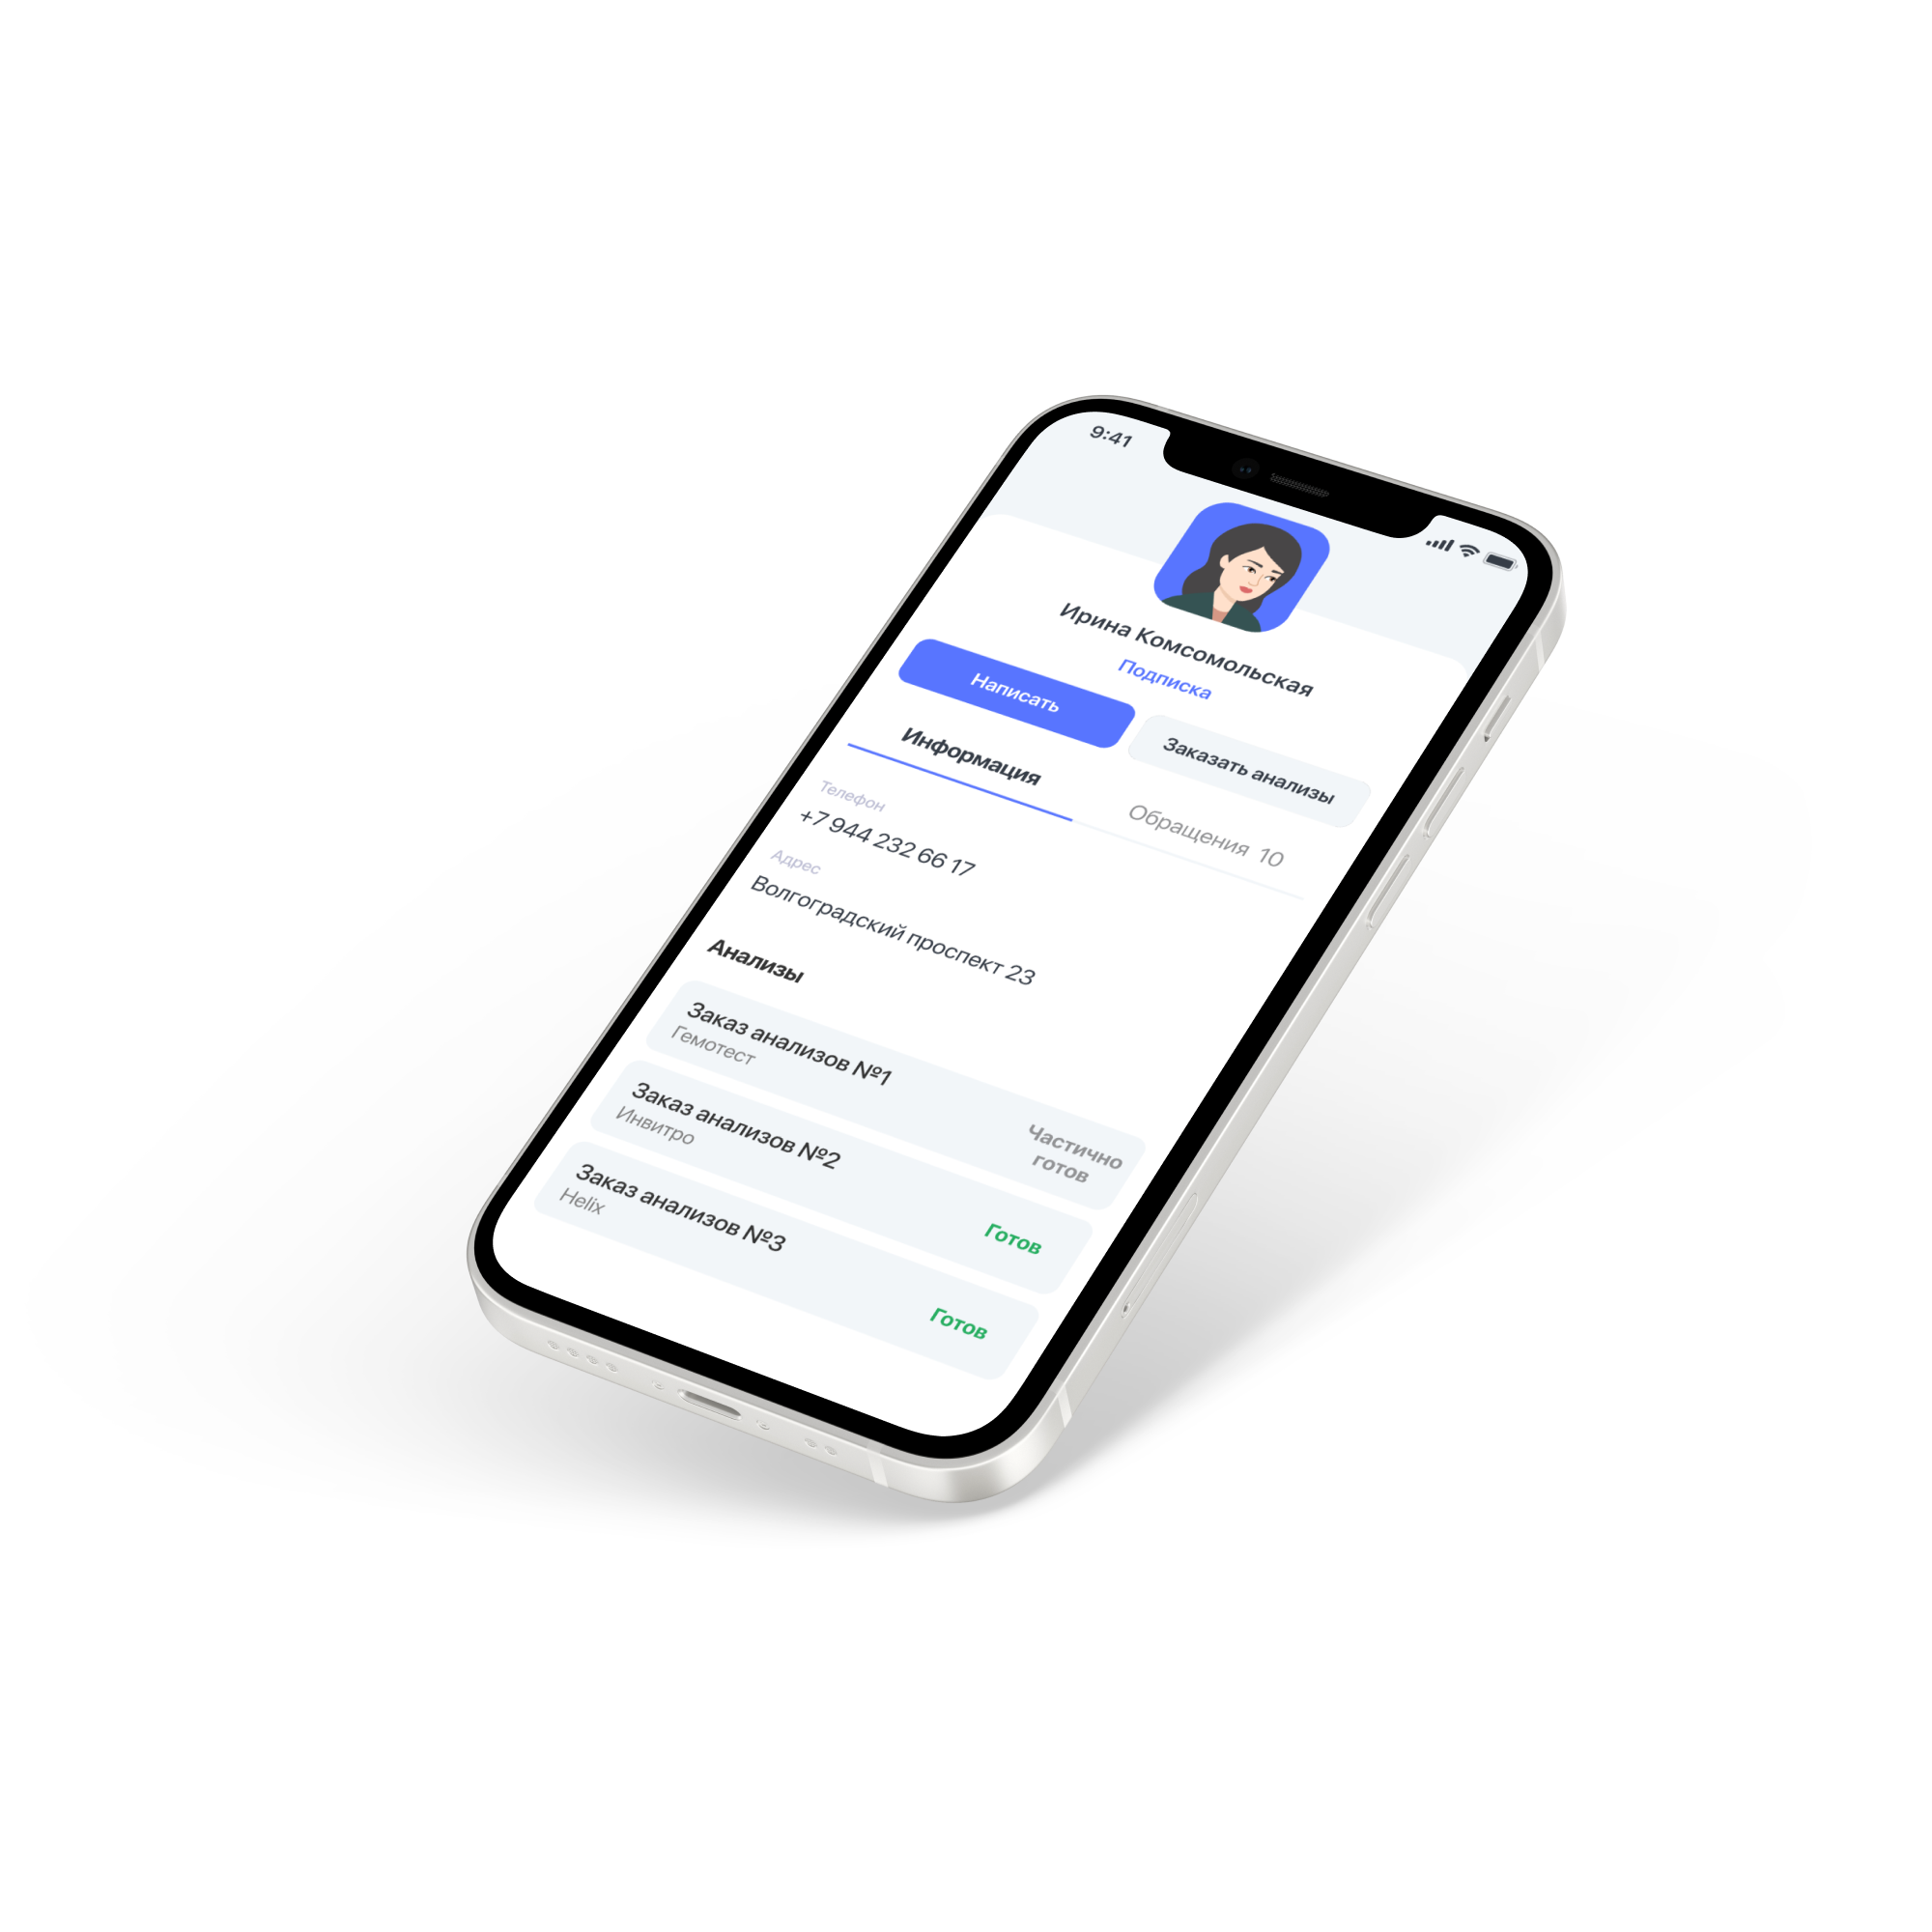 9:41
Ирина Комсомольская
Подписка
Написать
Заказать анализы
Информация
Обращения 10
Телефон
+7 944 232 66 17
Адрес
Волгоградский проспект 23
Анализы
Заказ анализов №1
Гемотест
Частично
готов
Заказ анализов №2
Инвитро
Готов
Заказ анализов №3
Helix
Готов